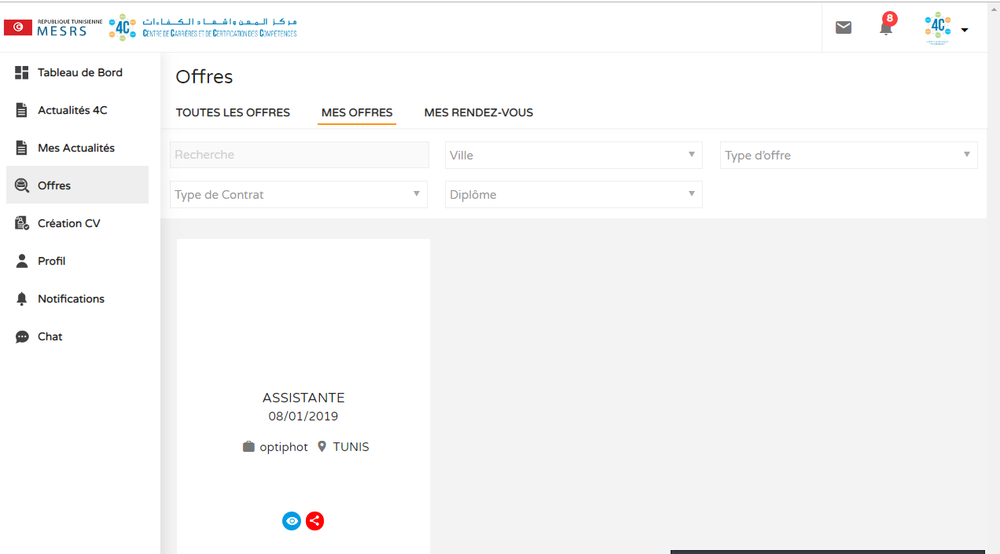 RÉPUBLIQUE TUNISIENNE
MESRS
4C
مركز المهن واشهاد الكفاءات
CENTRE DE CARRIÈRES ET DE CERTIFICATION DES COMPÉTENCES
8
4C
Tableau de Bord
Actualités 4C
Mes Actualités
Offres
Création CV
Profil
Notifications
Chat
Offres
TOUTES LES OFFRES MES OFFRES MES RENDEZ-VOUS
Recherche Ville Type d'offre
Type de Contrat Diplôme
ASSISTANTE
08/01/2019
optiphot TUNIS